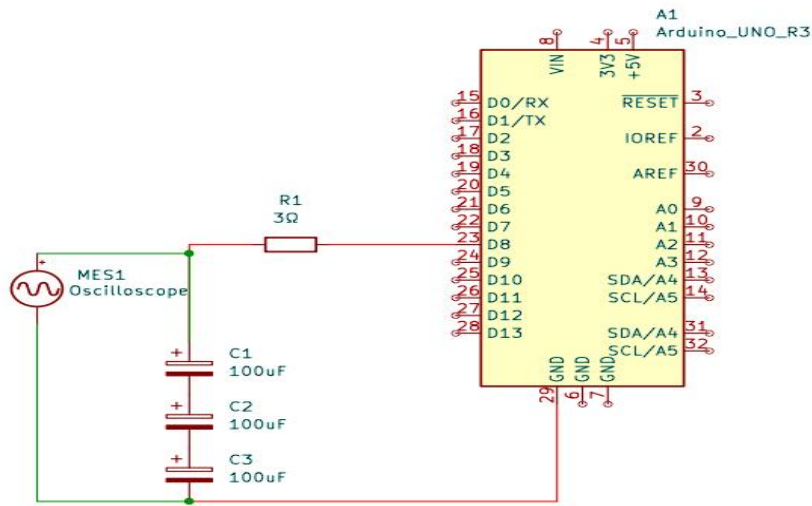 A1
Arduino_UNO_R3
8
4
5
VIN
3V3
+5V
15 D0/RX
16 D1/TX
17 D2
18 D3
19 D4
20 D5
21 D6
22 D7
23 D8
24 D9
25 D10
26 D11
27 D12
28 D13
RESET 3
IOREF 2
AREF 30
A0 9
A1 10
A2 11
A3 12
SDA/A4 13
SCL/A5 14
SDA/A4 31
SCL/A5 32
GND
GND
GND
29
6
7
R1
3Ω
+
MES1
Oscilloscope
+ C1
100uF
+ C2
100uF
+ C3
100uF